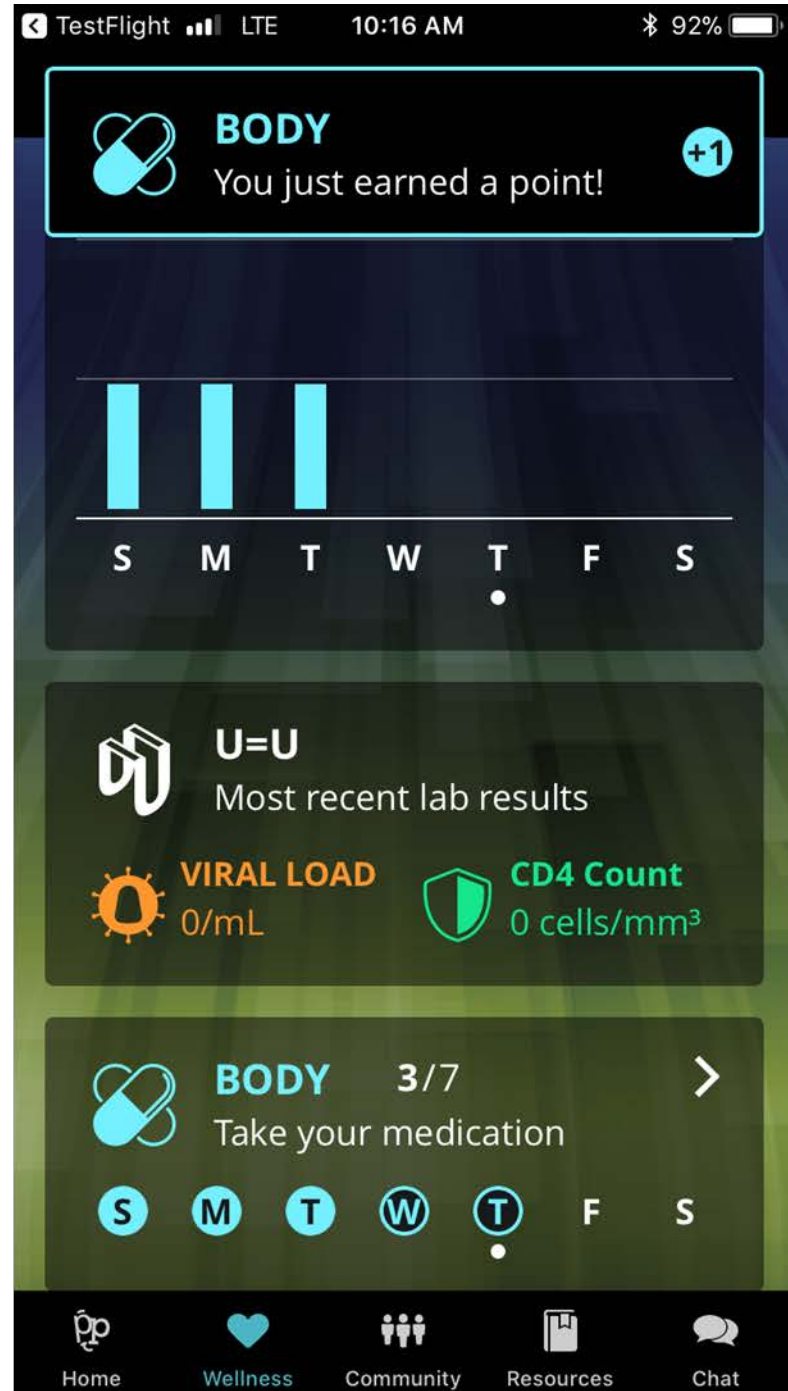 TestFlight LTE 10:16 AM 92%
BODY
You just earned a point!
+1
S M T W T F S
U=U
Most recent lab results
VIRAL LOAD
0/mL
CD4 Count
0 cells/mm³
BODY 3/7
Take your medication
S M T W T F S
Home Wellness Community Resources Chat